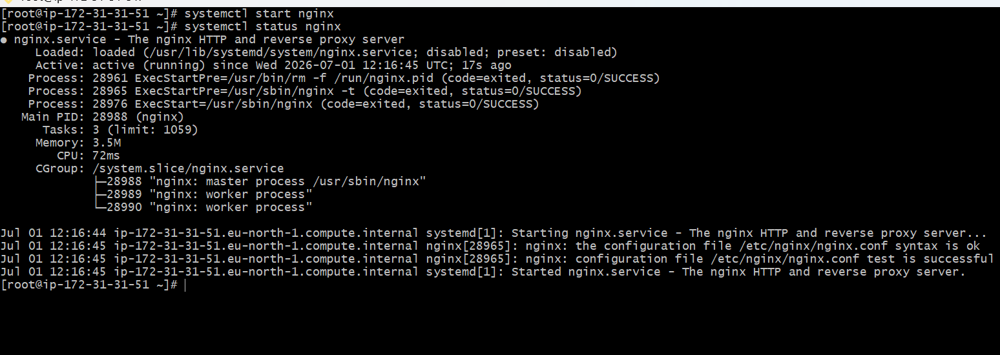 [root@ip-172-31-31-51 ~]# systemctl start nginx
[root@ip-172-31-31-51 ~]# systemctl status nginx
● nginx.service - The nginx HTTP and reverse proxy server
     Loaded: loaded (/usr/lib/systemd/system/nginx.service; disabled; preset: disabled)
     Active: active (running) since Wed 2026-07-01 12:16:45 UTC; 17s ago
    Process: 28961 ExecStartPre=/usr/bin/rm -f /run/nginx.pid (code=exited, status=0/SUCCESS)
    Process: 28965 ExecStartPre=/usr/sbin/nginx -t (code=exited, status=0/SUCCESS)
    Process: 28976 ExecStart=/usr/sbin/nginx (code=exited, status=0/SUCCESS)
   Main PID: 28988 (nginx)
      Tasks: 3 (limit: 1059)
     Memory: 3.5M
        CPU: 72ms
     CGroup: /system.slice/nginx.service
             ├─28988 "nginx: master process /usr/sbin/nginx"
             ├─28989 "nginx: worker process"
             └─28990 "nginx: worker process"
Jul 01 12:16:44 ip-172-31-31-51.eu-north-1.compute.internal systemd[1]: Starting nginx.service - The nginx HTTP and reverse proxy server...
Jul 01 12:16:45 ip-172-31-31-51.eu-north-1.compute.internal nginx[28965]: nginx: the configuration file /etc/nginx/nginx.conf syntax is ok
Jul 01 12:16:45 ip-172-31-31-51.eu-north-1.compute.internal nginx[28965]: nginx: configuration file /etc/nginx/nginx.conf test is successful
Jul 01 12:16:45 ip-172-31-31-51.eu-north-1.compute.internal systemd[1]: Started nginx.service - The nginx HTTP and reverse proxy server.
[root@ip-172-31-31-51 ~]#